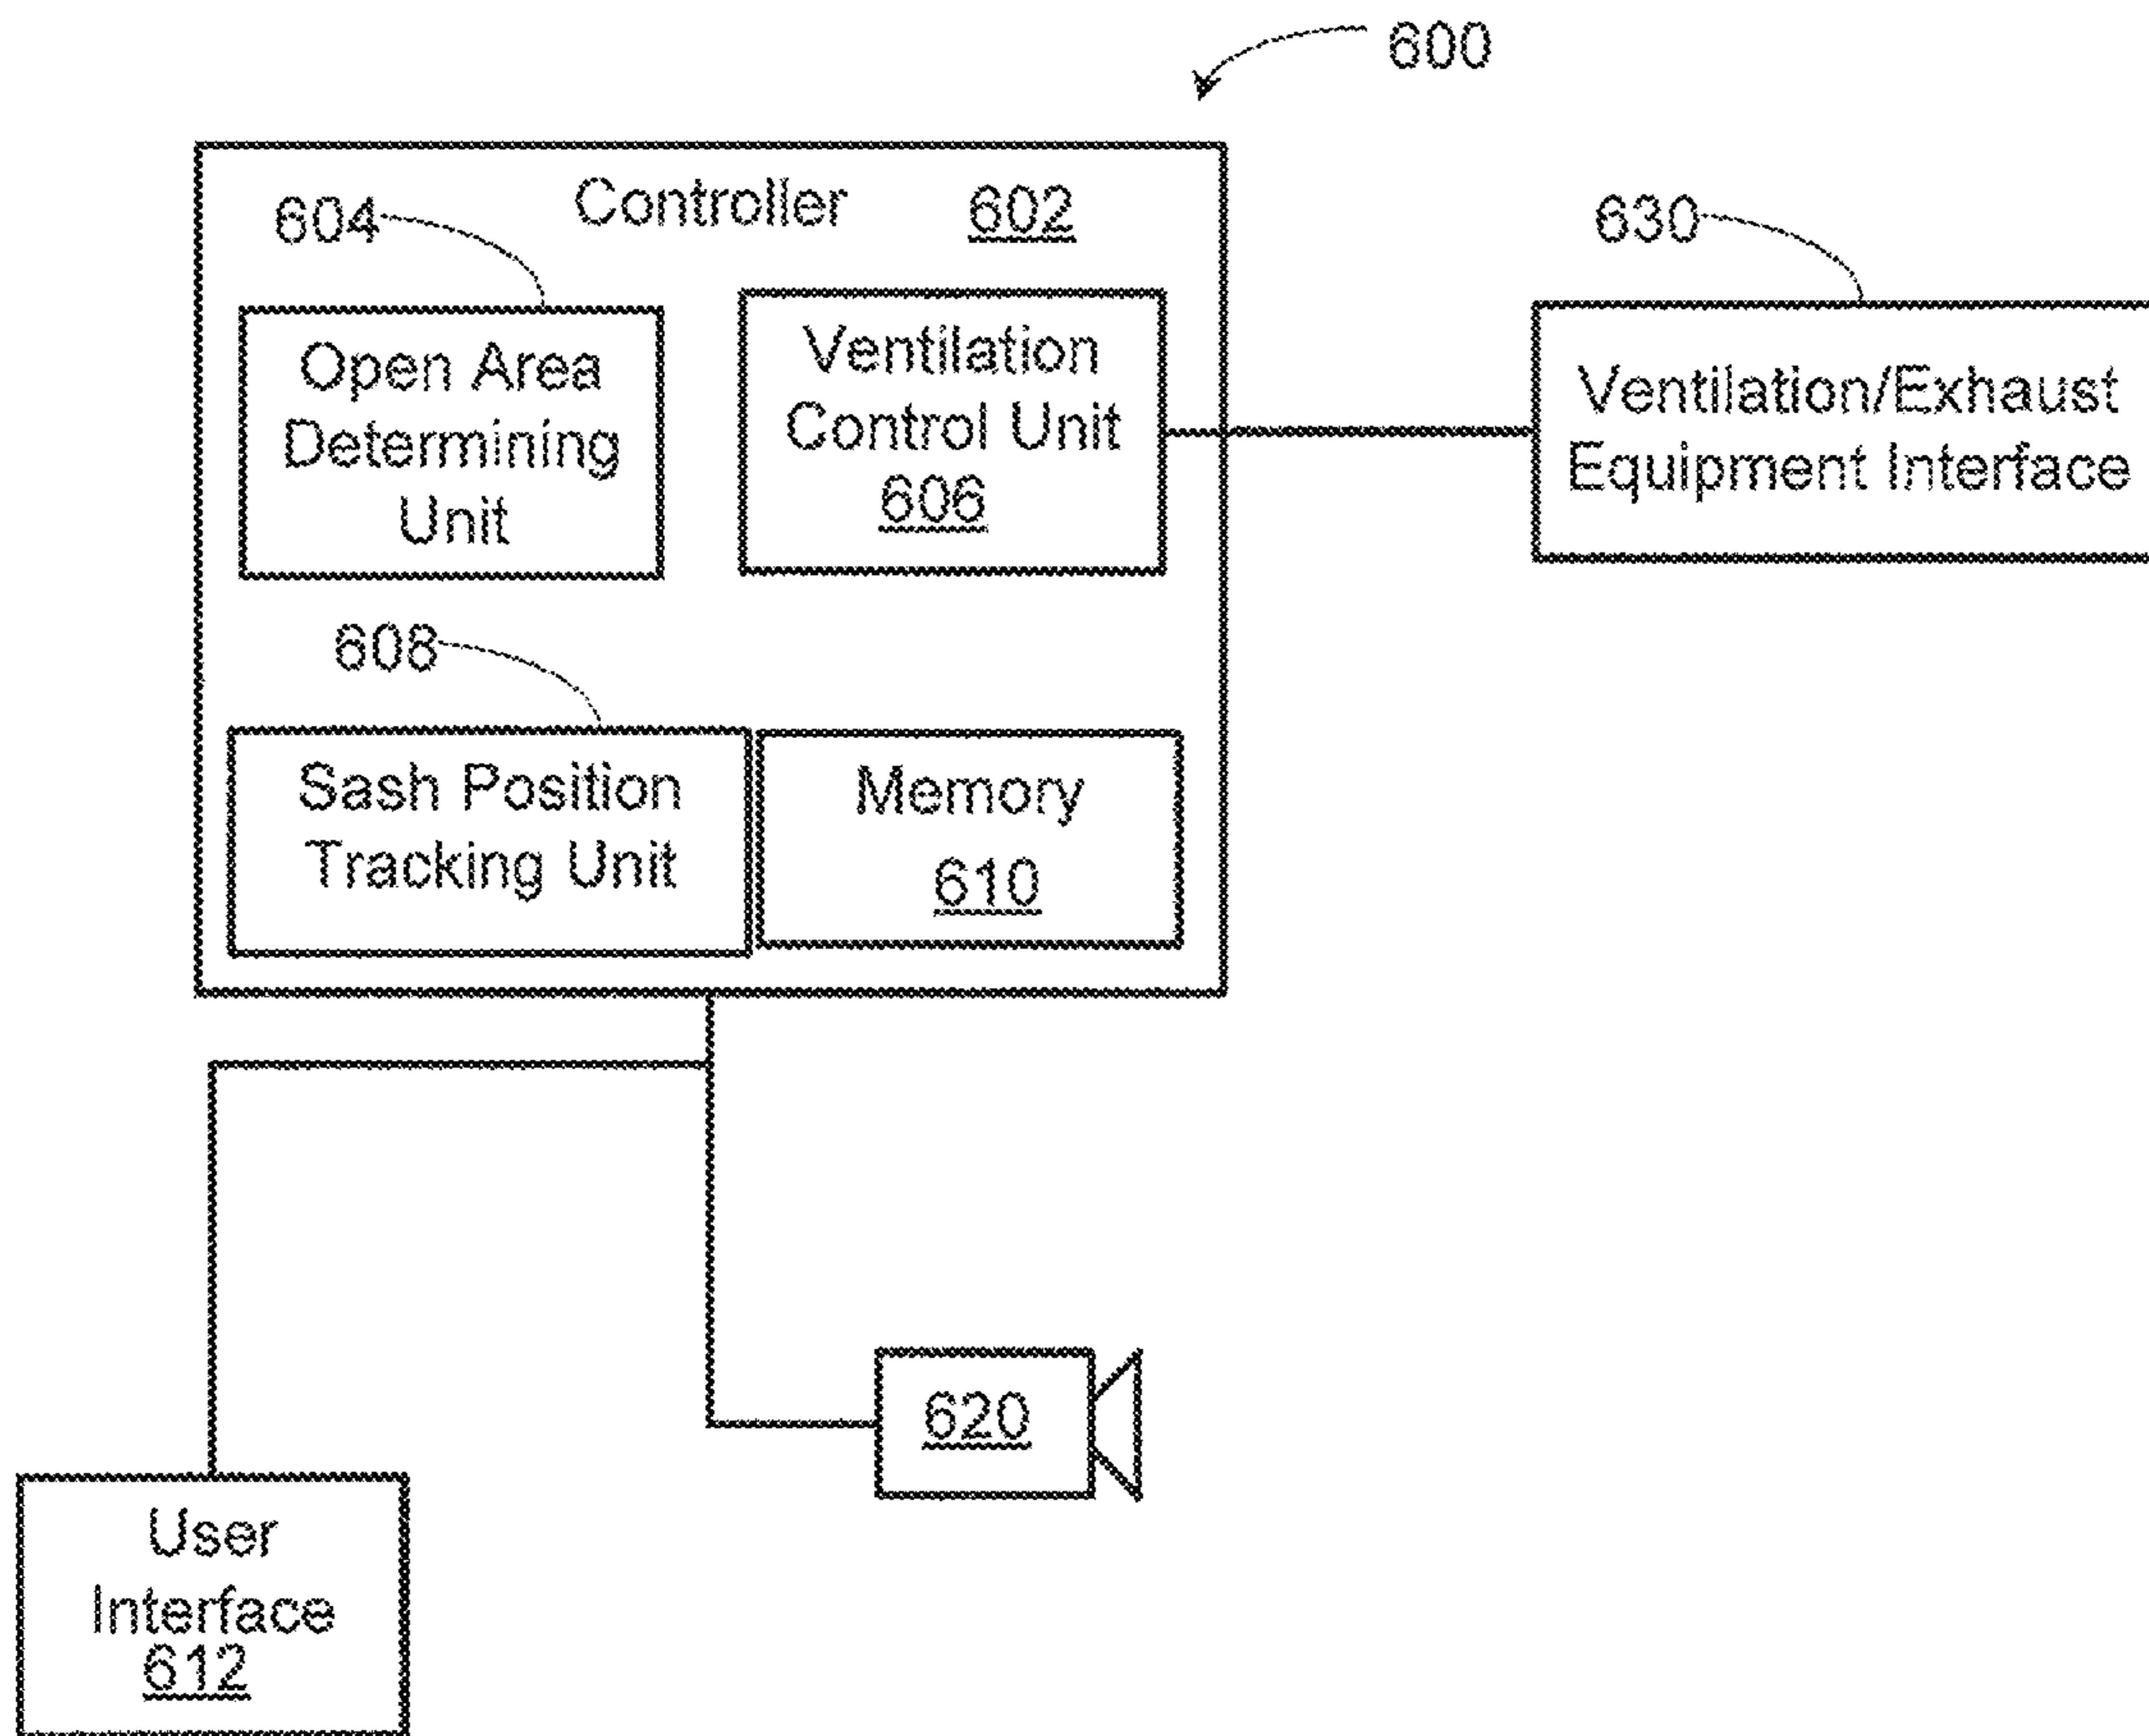 600
Controller 602
604
630
Open Area
Determining
Unit
Ventilation
Control Unit
606
Ventilation/Exhaust
Equipment Interface
608
Sash Position
Tracking Unit
Memory
610
620
User
Interface
612